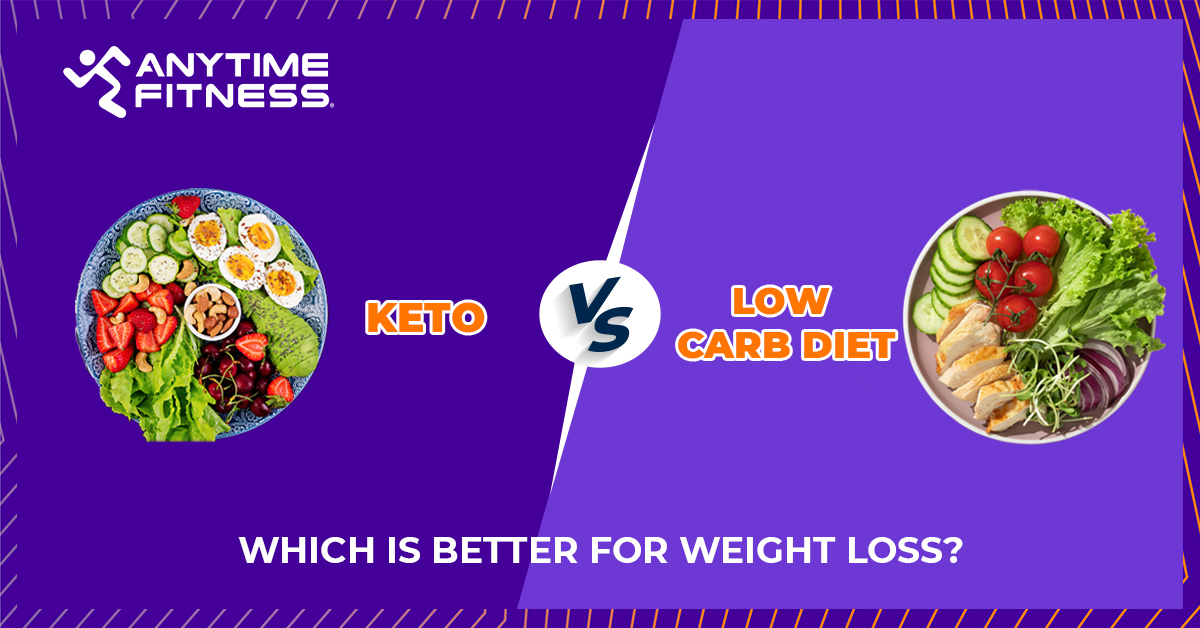 ANYTIME
FITNESS®
KETO
VS
LOW
CARB DIET
WHICH IS BETTER FOR WEIGHT LOSS?